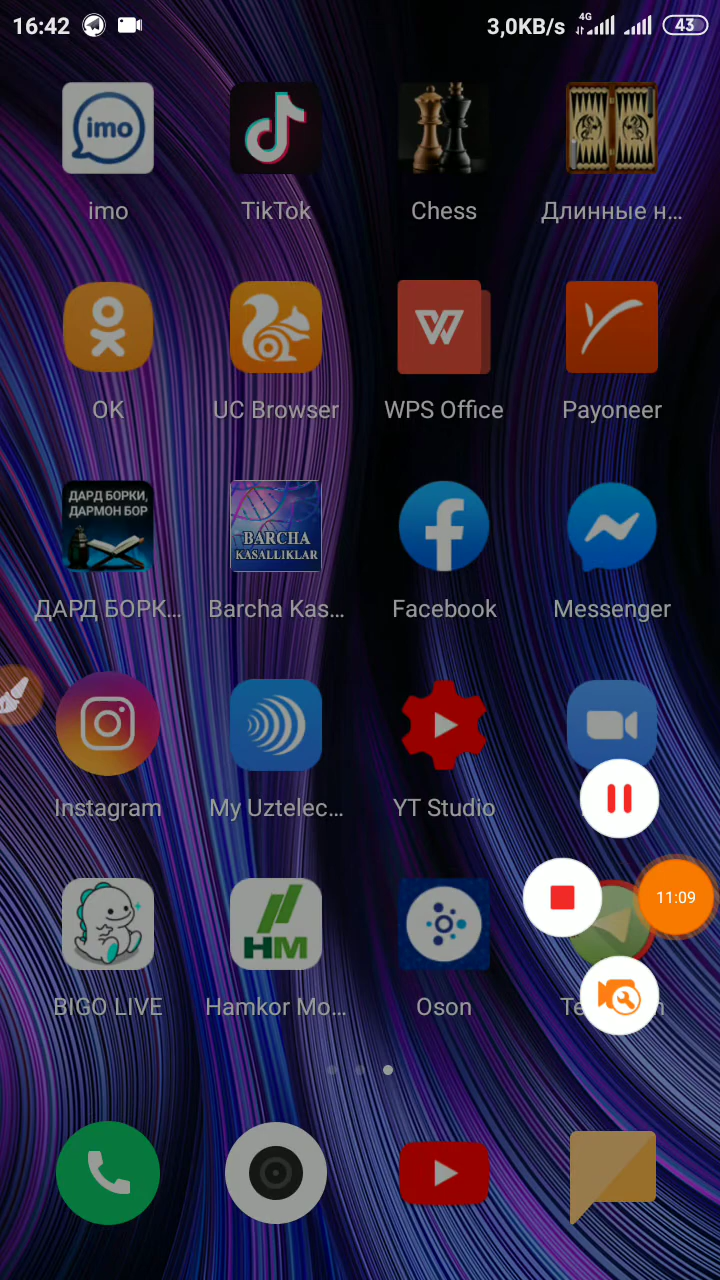 16:42
3,0KB/s 4G 43
imo
imo
TikTok
Chess
Длинные н...
OK
UC Browser
WPS Office
Payoneer
ДАРД БОРКИ,
ДАРМОН БОР
BARCHA
KASALLIKLAR
ДАРД БОРК...
Barcha Kas...
Facebook
Messenger
Instagram
My Uztelec...
YT Studio
11:09
HM
BIGO LIVE
Hamkor Mo...
Oson